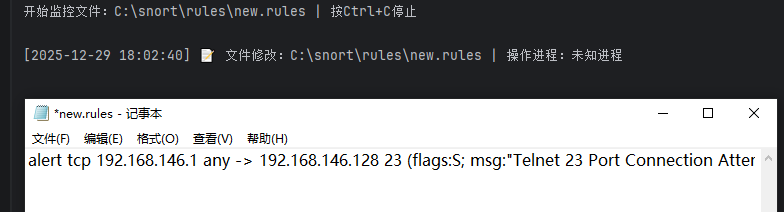 开始监控文件：C:\snort\rules\new.rules | 按Ctrl+C停止
[2025-12-29 18:02:40] 📝 文件修改：C:\snort\rules\new.rules | 操作进程：未知进程
*new.rules - 记事本
文件(F) 编辑(E) 格式(O) 查看(V) 帮助(H)
alert tcp 192.168.146.1 any -> 192.168.146.128 23 (flags:S; msg:"Telnet 23 Port Connection Atter